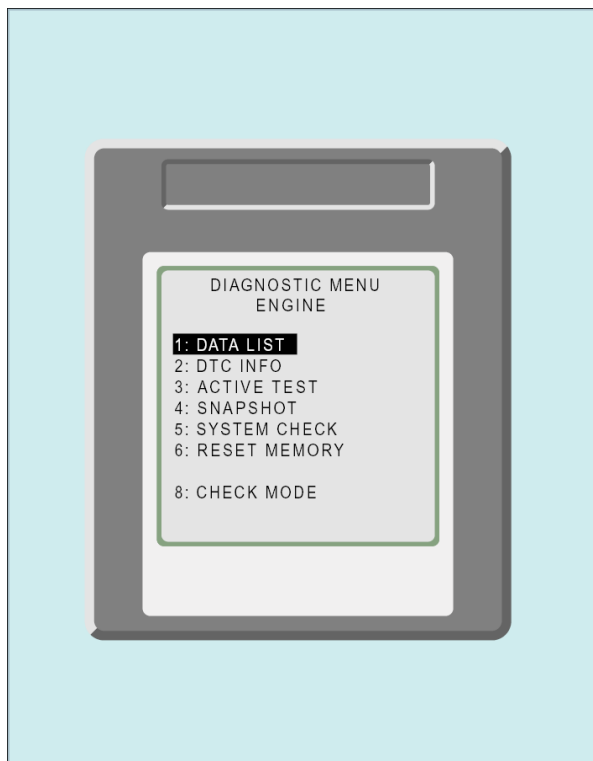 DIAGNOSTIC MENU
ENGINE
1: DATA LIST
2: DTC INFO
3: ACTIVE TEST
4: SNAPSHOT
5: SYSTEM CHECK
6: RESET MEMORY
8: CHECK MODE